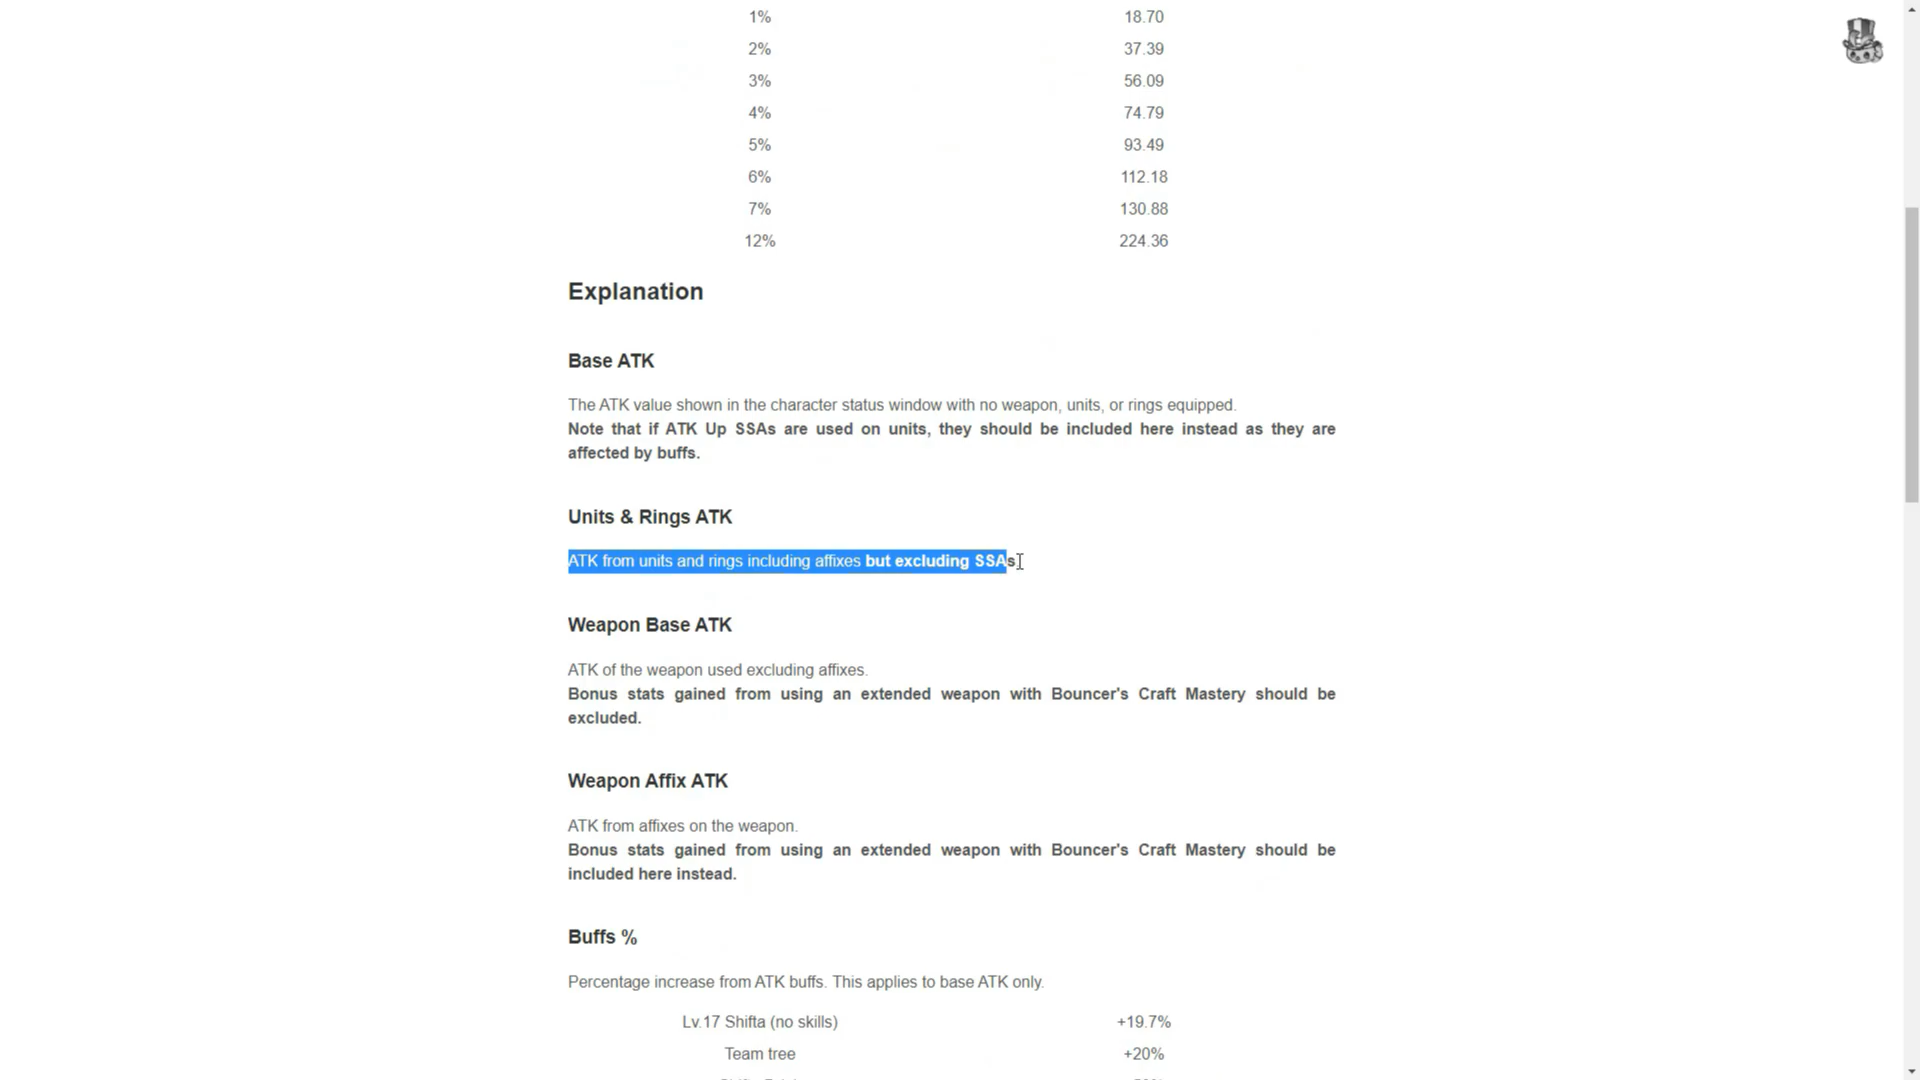 1% 18.70
2% 37.39
3% 56.09
4% 74.79
5% 93.49
6% 112.18
7% 130.88
12% 224.36
Explanation
Base ATK
The ATK value shown in the character status window with no weapon, units, or rings equipped.
Note that if ATK Up SSAs are used on units, they should be included here instead as they are
affected by buffs.
Units & Rings ATK
ATK from units and rings including affixes but excluding SSAs
Weapon Base ATK
ATK of the weapon used excluding affixes.
Bonus stats gained from using an extended weapon with Bouncer's Craft Mastery should be
excluded.
Weapon Affix ATK
ATK from affixes on the weapon.
Bonus stats gained from using an extended weapon with Bouncer's Craft Mastery should be
included here instead.
Buffs %
Percentage increase from ATK buffs. This applies to base ATK only.
Lv.17 Shifta (no skills) +19.7%
Team tree +20%